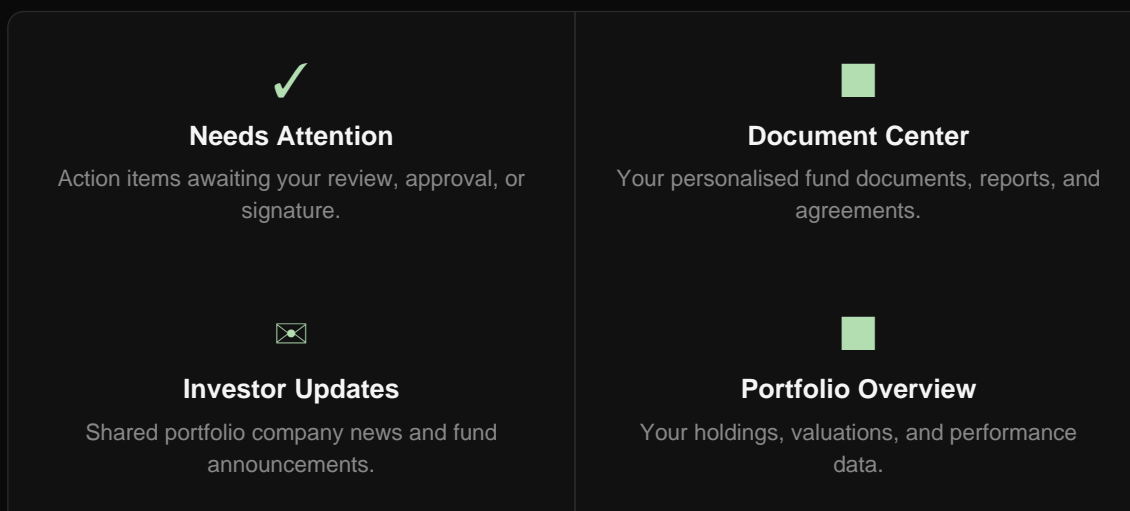 Needs Attention
Action items awaiting your review, approval, or
signature.
Document Center
Your personalised fund documents, reports, and
agreements.
Investor Updates
Shared portfolio company news and fund
announcements.
Portfolio Overview
Your holdings, valuations, and performance
data.